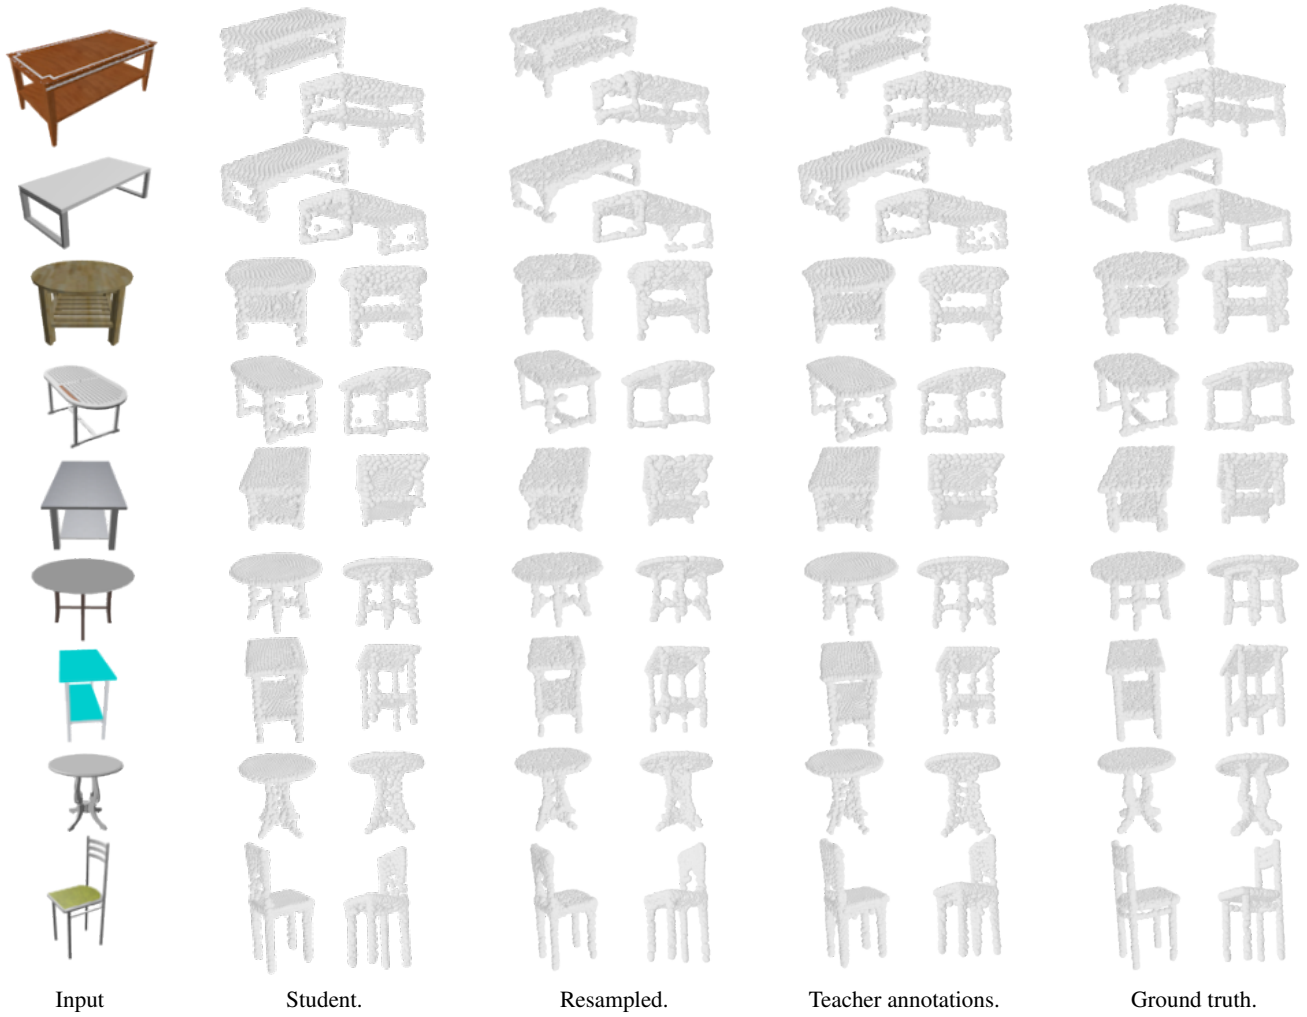 Input
Student.
Resampled.
Teacher annotations.
Ground truth.